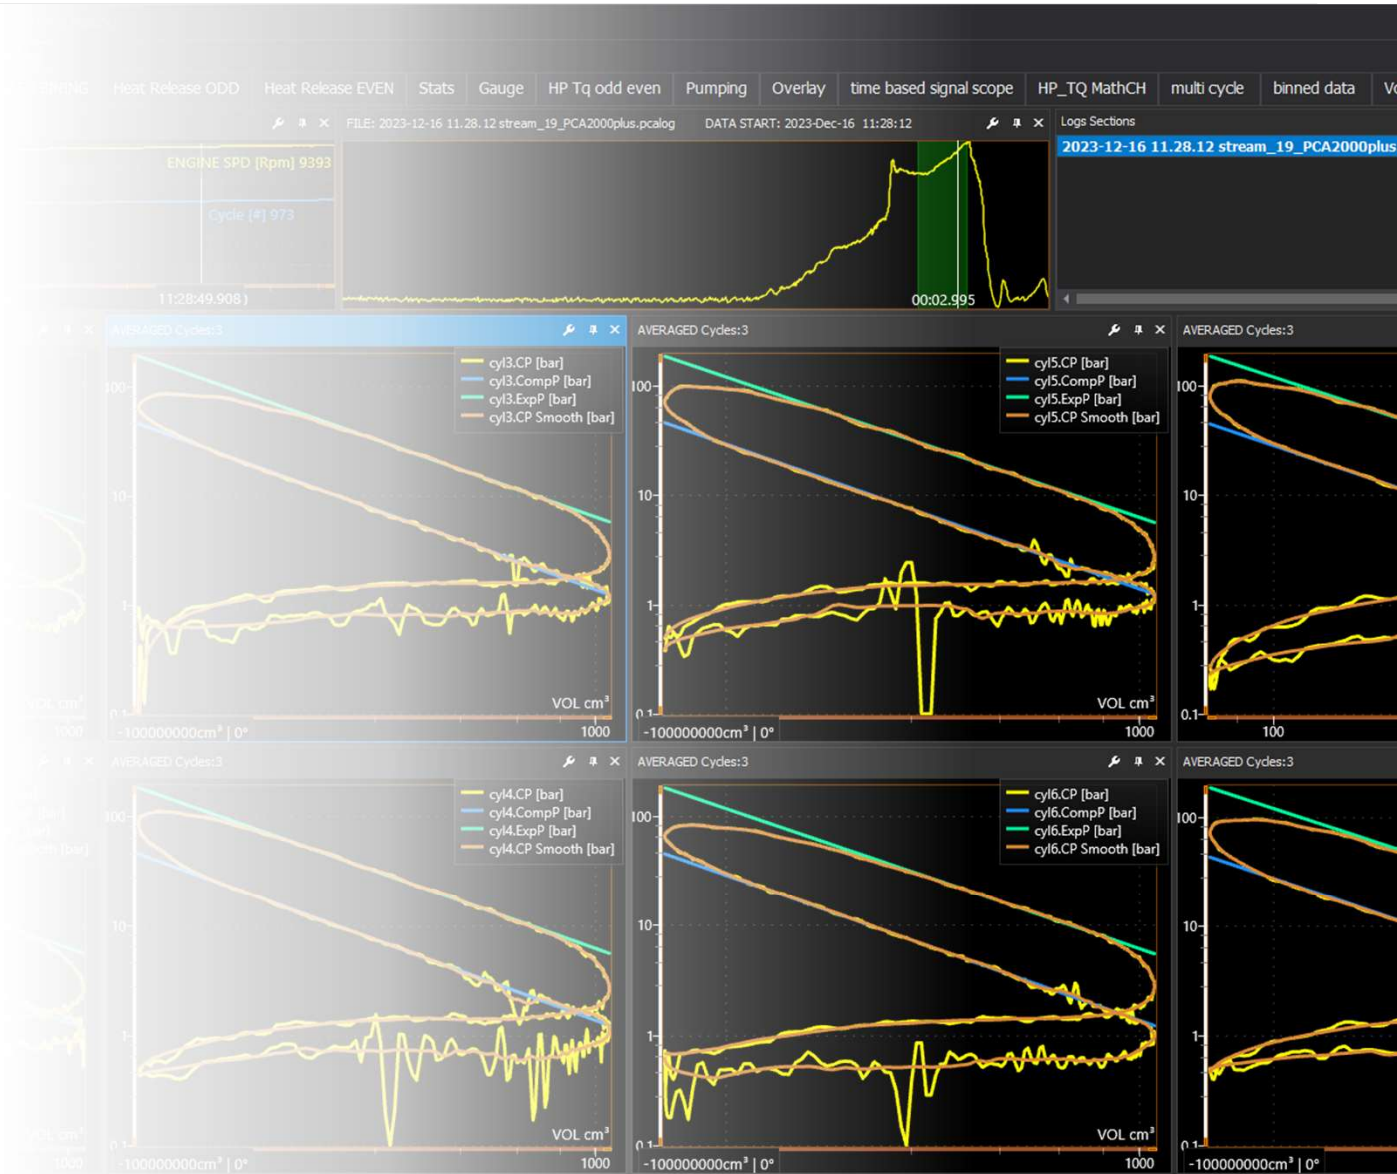 Heat Release ODD Heat Release EVEN Stats Gauge HP Tq odd even Pumping Overlay time based signal scope HP_TQ MathCH multi cycle binned data
FILE: 2023-12-16 11.28.12 stream_19_PCA2000plus.pcalog DATA START: 2023-Dec-16 11:28:12
Logs Sections
2023-12-16 11.28.12 stream_19_PCA2000plus
ENGINE SPD [Rpm] 9393
Cycle [#] 973
11:28:49.908 )
00:02.995
AVERAGED Cycles:3
cyl3.CP [bar]
cyl3.CompP [bar]
cyl3.ExpP [bar]
cyl3.CP Smooth [bar]
100
10
1
0.1
VOL cm³
-100000000cm³ | 0°
1000
AVERAGED Cycles:3
cyl5.CP [bar]
cyl5.CompP [bar]
cyl5.ExpP [bar]
cyl5.CP Smooth [bar]
100
10
1
0.1
VOL cm³
-100000000cm³ | 0°
1000
AVERAGED Cycles:3
100
10
1
0.1
100
AVERAGED Cycles:3
cyl4.CP [bar]
cyl4.CompP [bar]
cyl4.ExpP [bar]
cyl4.CP Smooth [bar]
100
10
1
0.1
VOL cm³
-100000000cm³ | 0°
1000
AVERAGED Cycles:3
cyl6.CP [bar]
cyl6.CompP [bar]
cyl6.ExpP [bar]
cyl6.CP Smooth [bar]
100
10
1
0.1
VOL cm³
-100000000cm³ | 0°
1000
AVERAGED Cycles:3
100
10
1
0.1